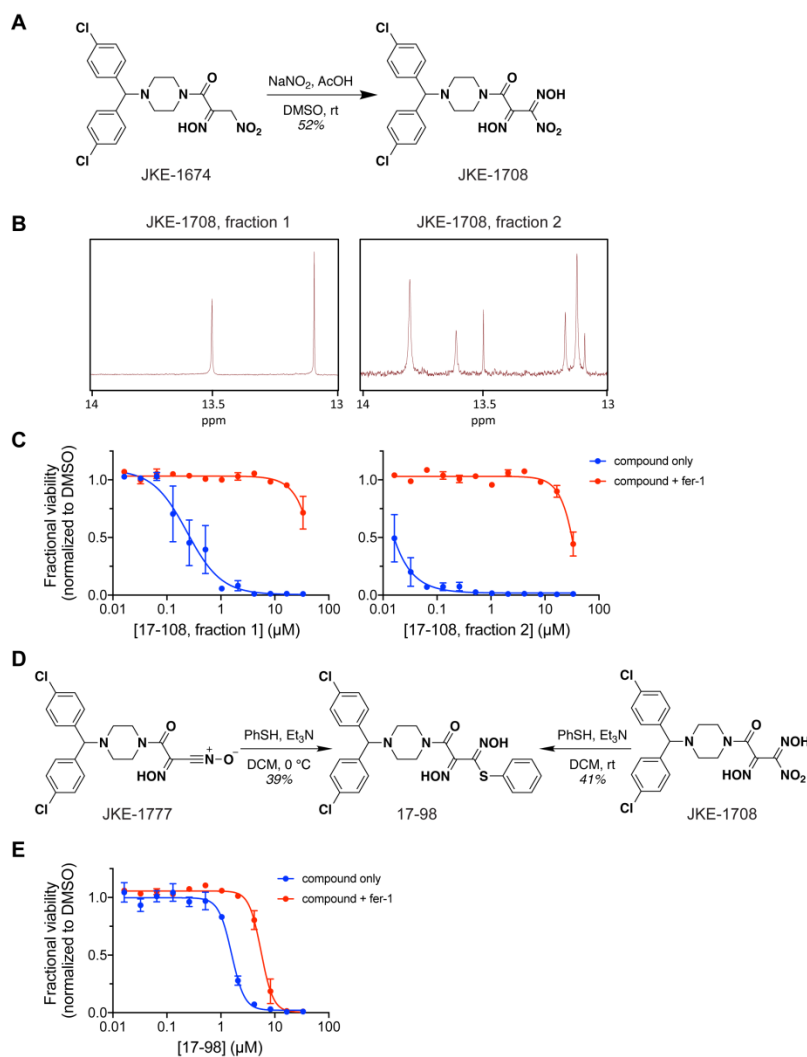 A
Cl
N
N
O
HON
NO2
Cl
JKE-1674
NaNO2, AcOH
DMSO, rt
52%
Cl
N
N
O
NOH
HON
NO2
Cl
JKE-1708
B
JKE-1708, fraction 1
14
13.5
13
ppm
JKE-1708, fraction 2
14
13.5
13
ppm
C
Fractional viability
(normalized to DMSO)
1.0
0.5
0.0
0.01
0.1
1
10
100
[17-108, fraction 1] (µM)
1.0
0.5
0.0
0.01
0.1
1
10
100
[17-108, fraction 2] (µM)
compound only
compound + fer-1
D
Cl
N
N
O
HON
N+
O−
Cl
JKE-1777
PhSH, Et3N
DCM, 0 °C
39%
Cl
N
N
O
NOH
HON
S
Cl
17-98
PhSH, Et3N
DCM, rt
41%
Cl
N
N
O
NOH
HON
NO2
Cl
JKE-1708
E
Fractional viability
(normalized to DMSO)
1.0
0.5
0.0
0.01
0.1
1
10
100
[17-98] (µM)
compound only
compound + fer-1